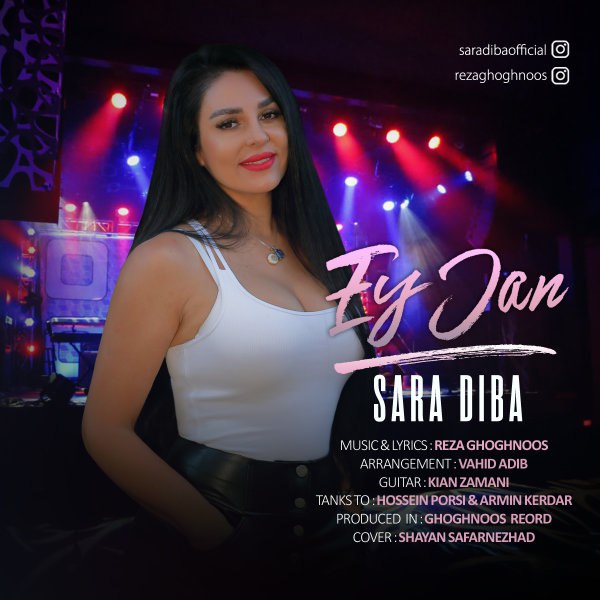 saradibaofficial
rezaghoghnoos
Ey Jan
SARA DIBA
MUSIC & LYRICS : REZA GHOGHNOOS
ARRANGEMENT : VAHID ADIB
GUITAR : KIAN ZAMANI
TANKS TO : HOSSEIN PORSI & ARMIN KERDAR
PRODUCED IN : GHOGHNOOS REORD
COVER : SHAYAN SAFARNEZHAD